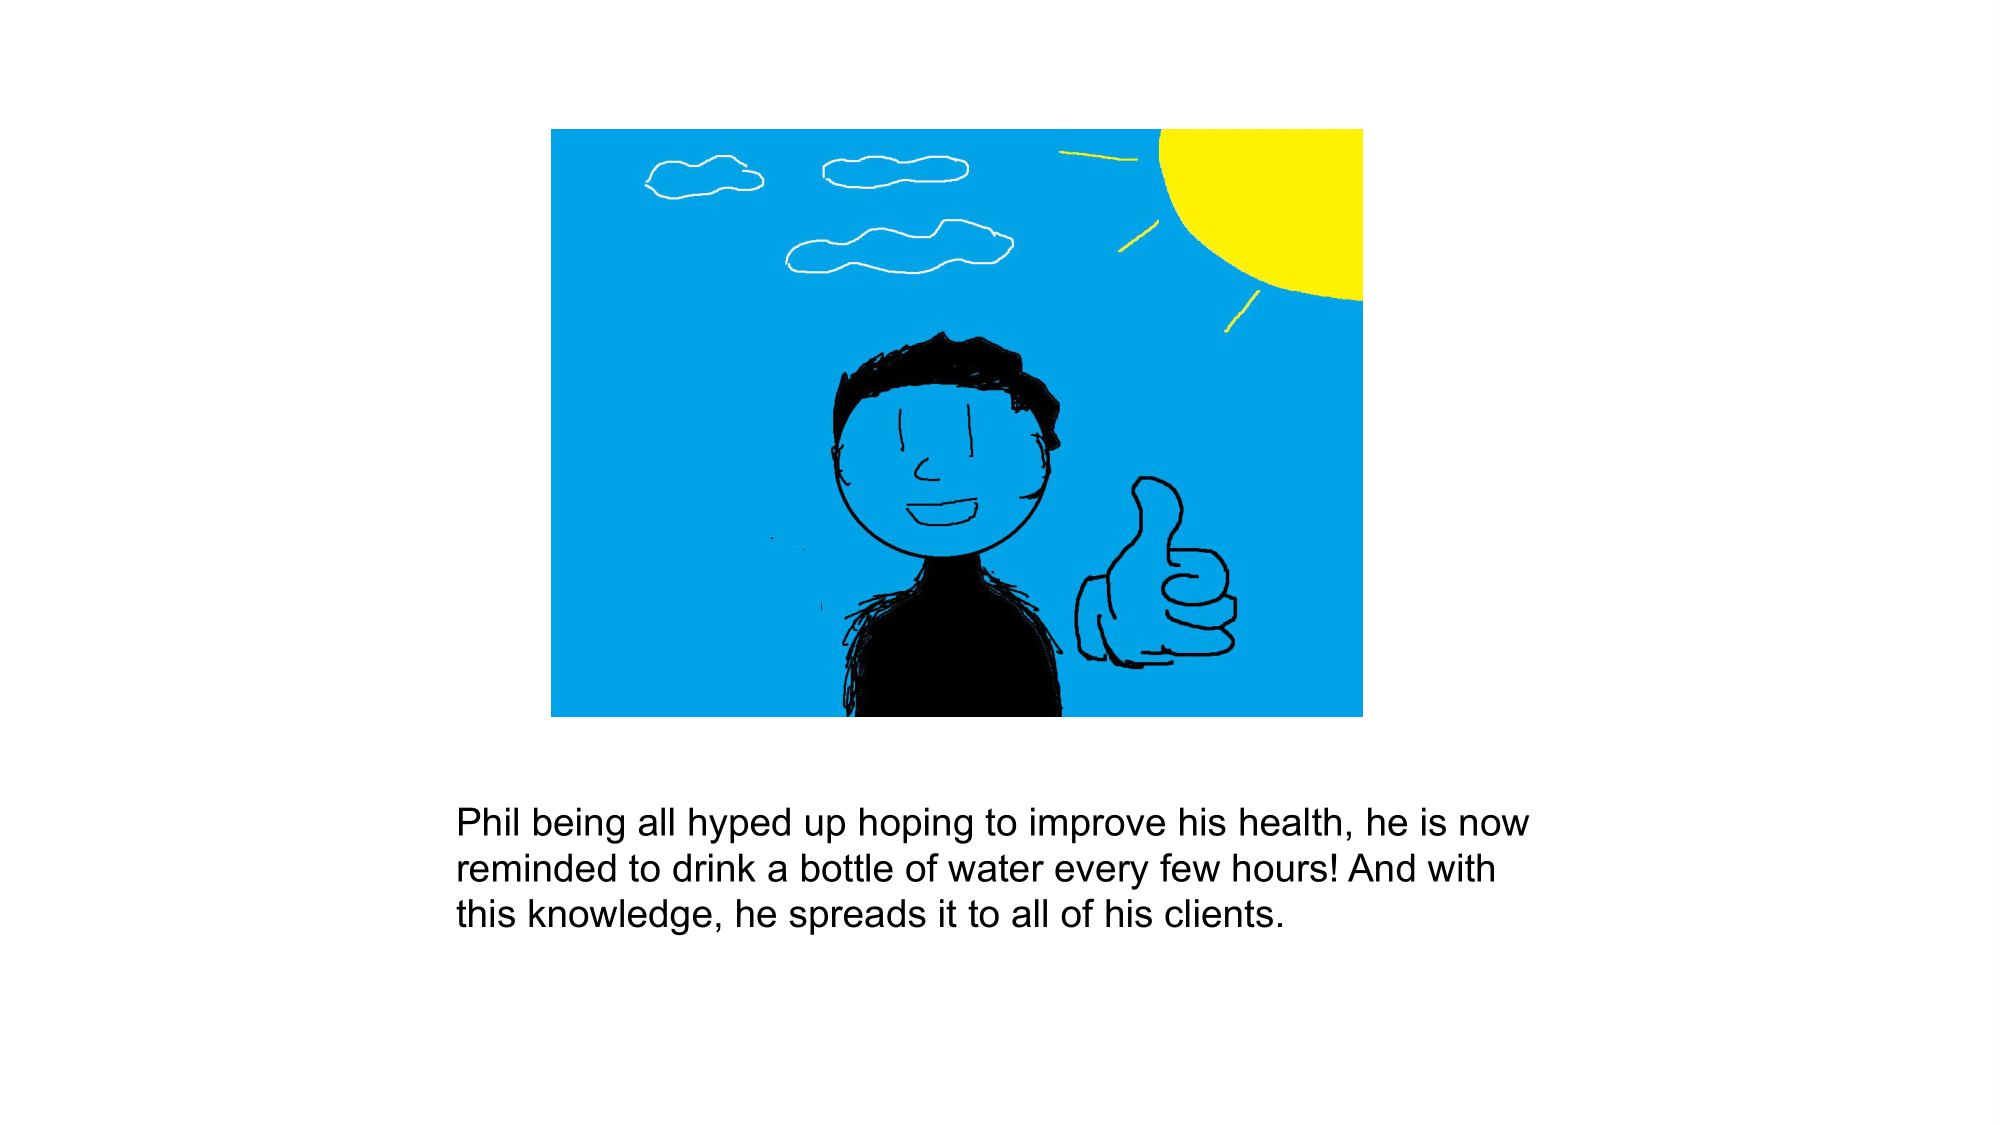 Phil being all hyped up hoping to improve his health, he is now
reminded to drink a bottle of water every few hours! And with
this knowledge, he spreads it to all of his clients.